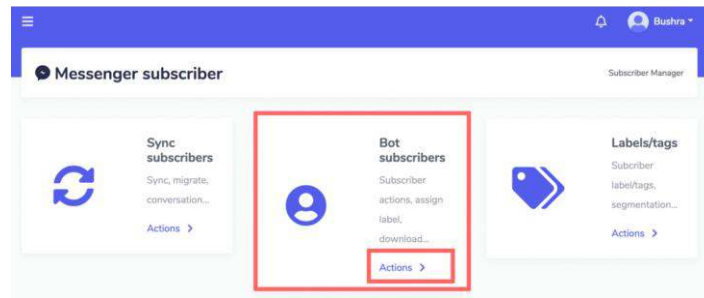 Bushra
Messenger subscriber
Subscriber Manager
Sync
subscribers
Sync, migrate,
conversation...
Actions >
Bot
subscribers
Subscriber
actions, assign
label,
download...
Actions >
Labels/tags
Subcriber
label/tags,
segmentation...
Actions >